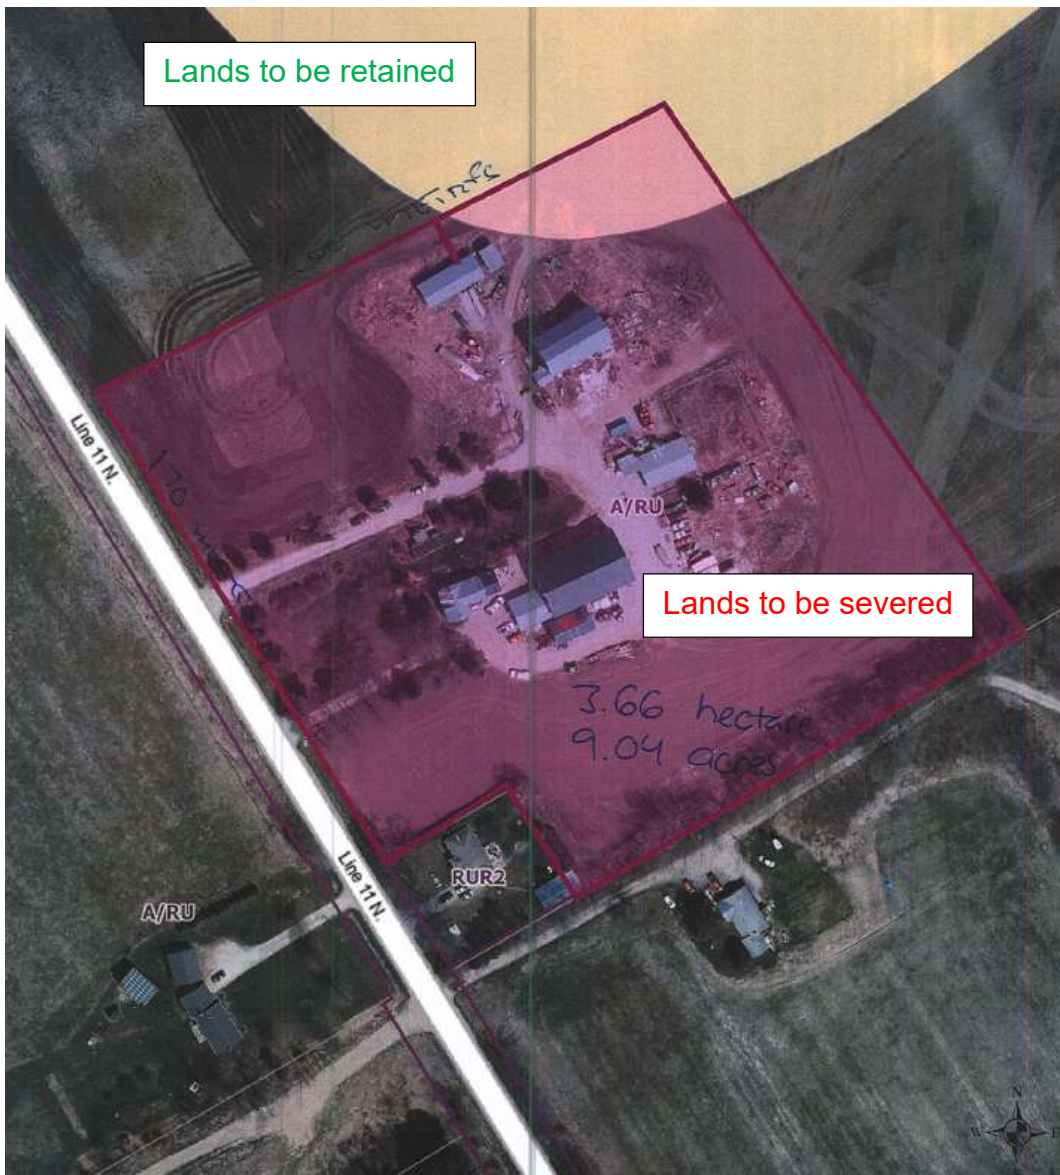 Lands to be retained
Line 11 N.
170
A/RU
Lands to be severed
3.66 hectare
9.04 acres
Line 11 N.
RUR2
A/RU
N
W E